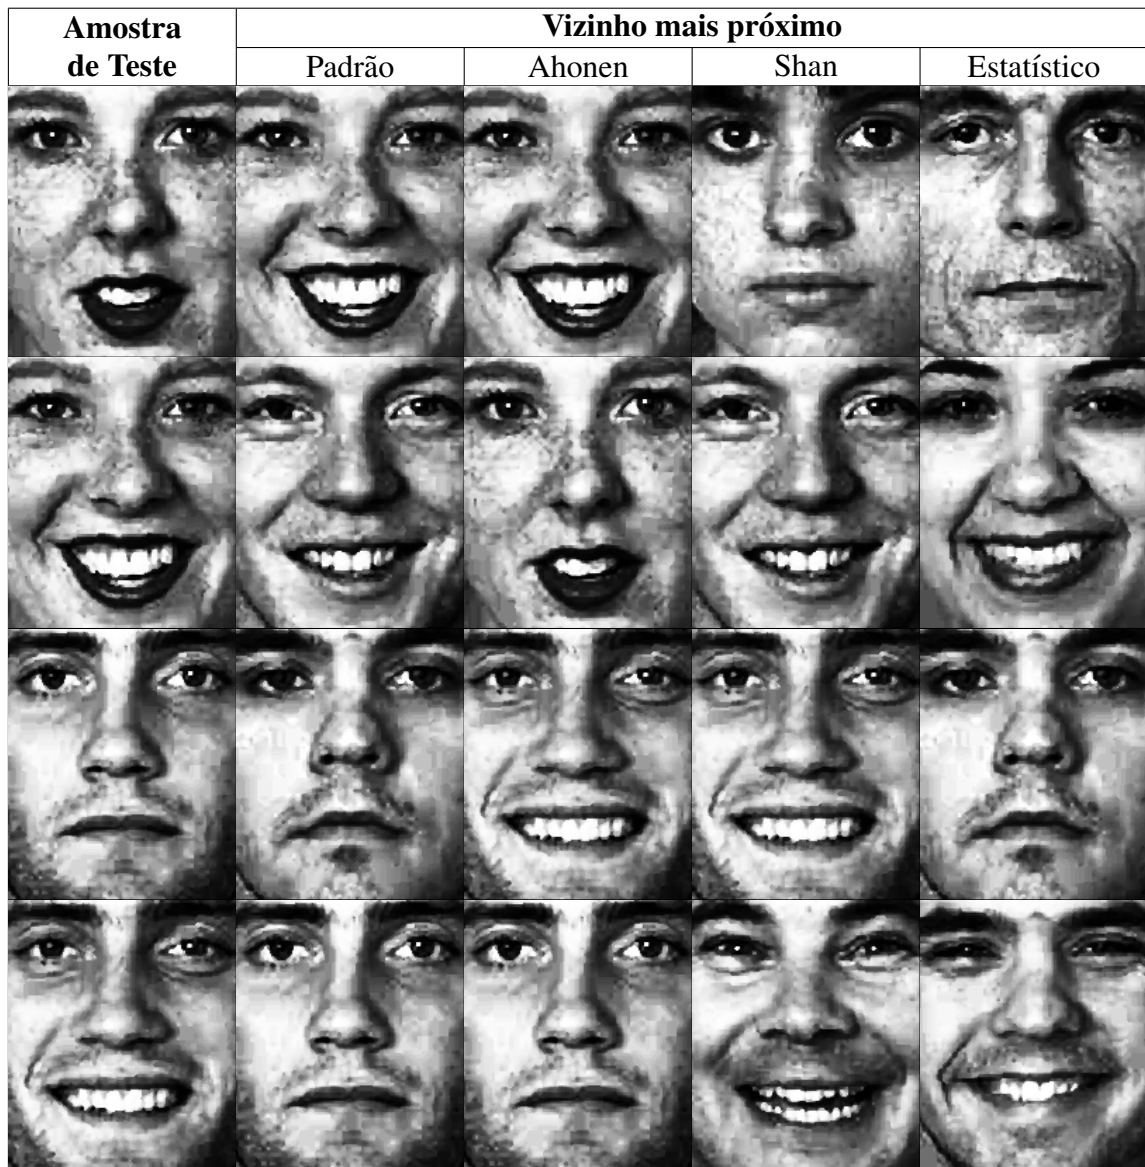 Amostra
de Teste
Vizinho mais próximo
Padrão Ahonen Shan Estatístico